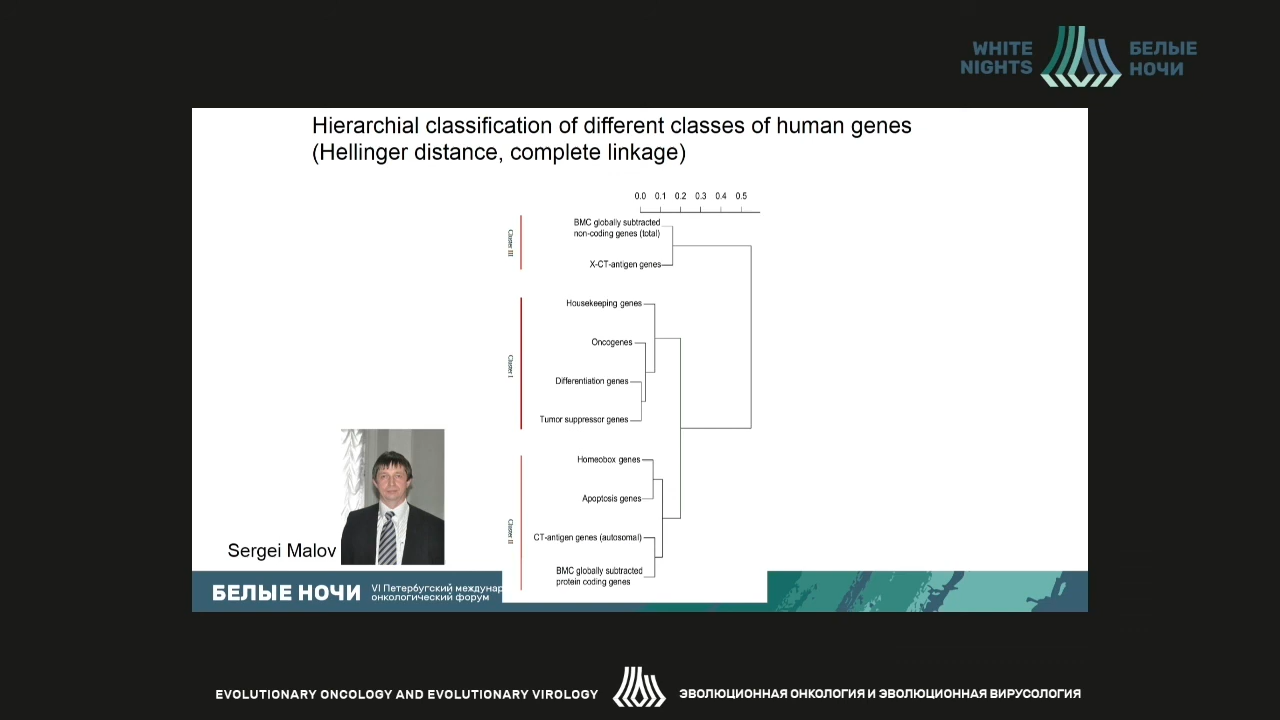 WHITE
NIGHTS
БЕЛЫЕ
НОЧИ
Hierarchial classification of different classes of human genes
(Hellinger distance, complete linkage)
0.0 0.1 0.2 0.3 0.4 0.5
Cluster III
BMC globally subtracted
non-coding genes (total)
X-CT-antigen genes
Cluster I
Housekeeping genes
Oncogenes
Differentiation genes
Tumor suppressor genes
Cluster II
Homeobox genes
Apoptosis genes
CT-antigen genes (autosomal)
BMC globally subtracted
protein coding genes
Sergei Malov
БЕЛЫЕ НОЧИ
VI Петербугский междунар
онкологический форум
EVOLUTIONARY ONCOLOGY AND EVOLUTIONARY VIROLOGY
ЭВОЛЮЦИОННАЯ ОНКОЛОГИЯ И ЭВОЛЮЦИОННАЯ ВИРУСОЛОГИЯ